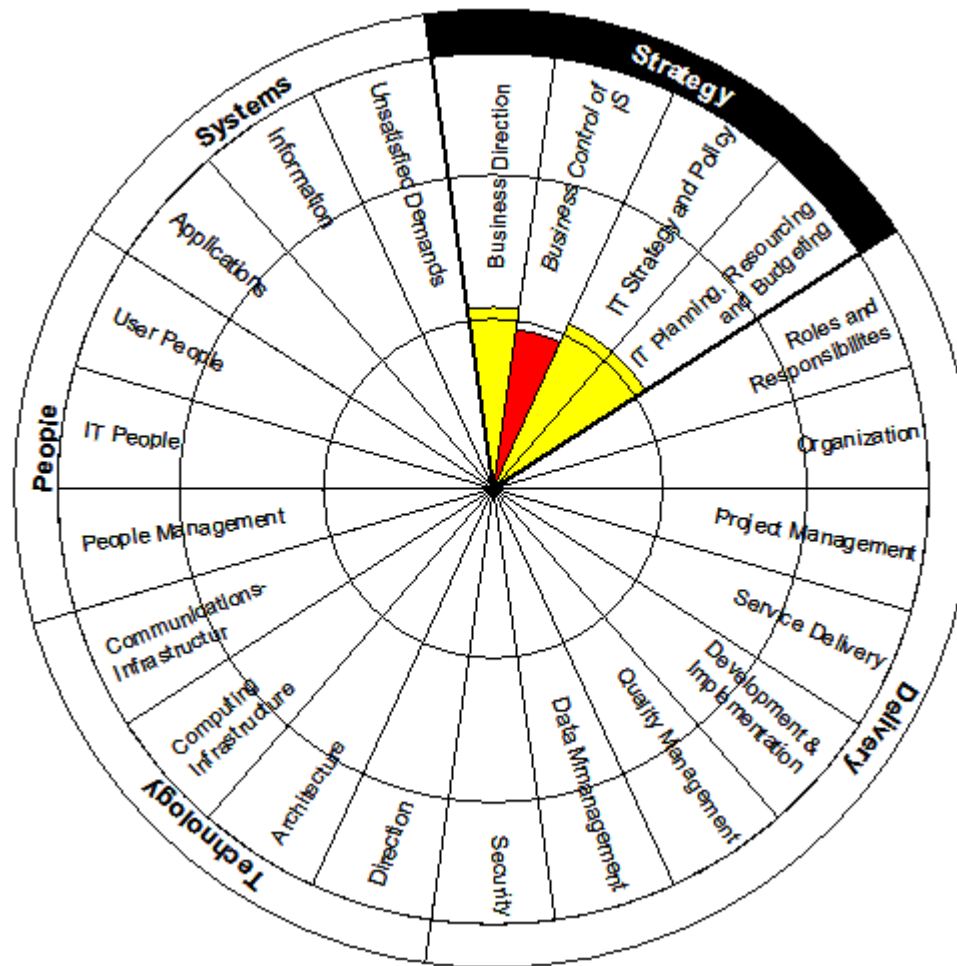 Strategy
Business Direction
Business Control of
IS
IT Strategy and Policy
IT Planning, Resourcing
and Budgeting
Roles and
Responsibilites
Organization
Project Management
Service Delivery
Development &
Implementation
Quality Management
Data Mmanagement
Security
Delivery
Direction
Architecture
Computing
Infrastructure
Communications-
Infrastructur
Technology
People Management
IT People
User People
People
Applications
Information
Unsatisfied Demands
Systems